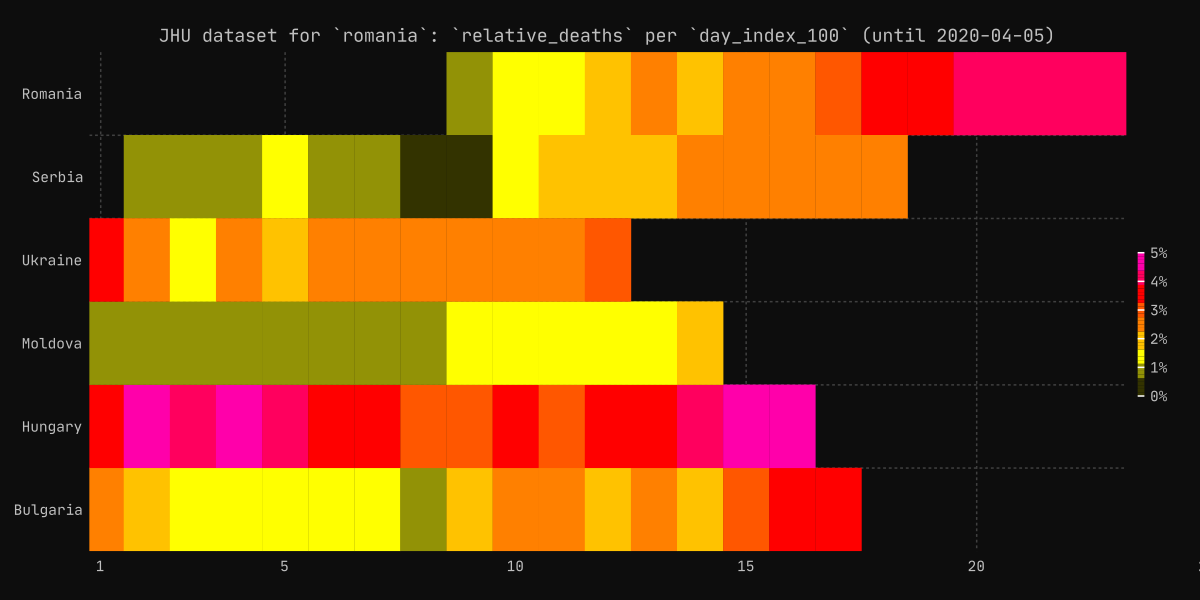 JHU dataset for `romania`: `relative_deaths` per `day_index_100` (until 2020-04-05)
Romania
Serbia
Ukraine
Moldova
Hungary
Bulgaria
5%
4%
3%
2%
1%
0%
1 5 10 15 20